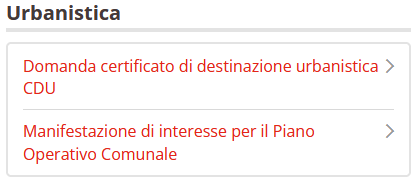 Urbanistica
Domanda certificato di destinazione urbanistica
CDU
Manifestazione di interesse per il Piano
Operativo Comunale